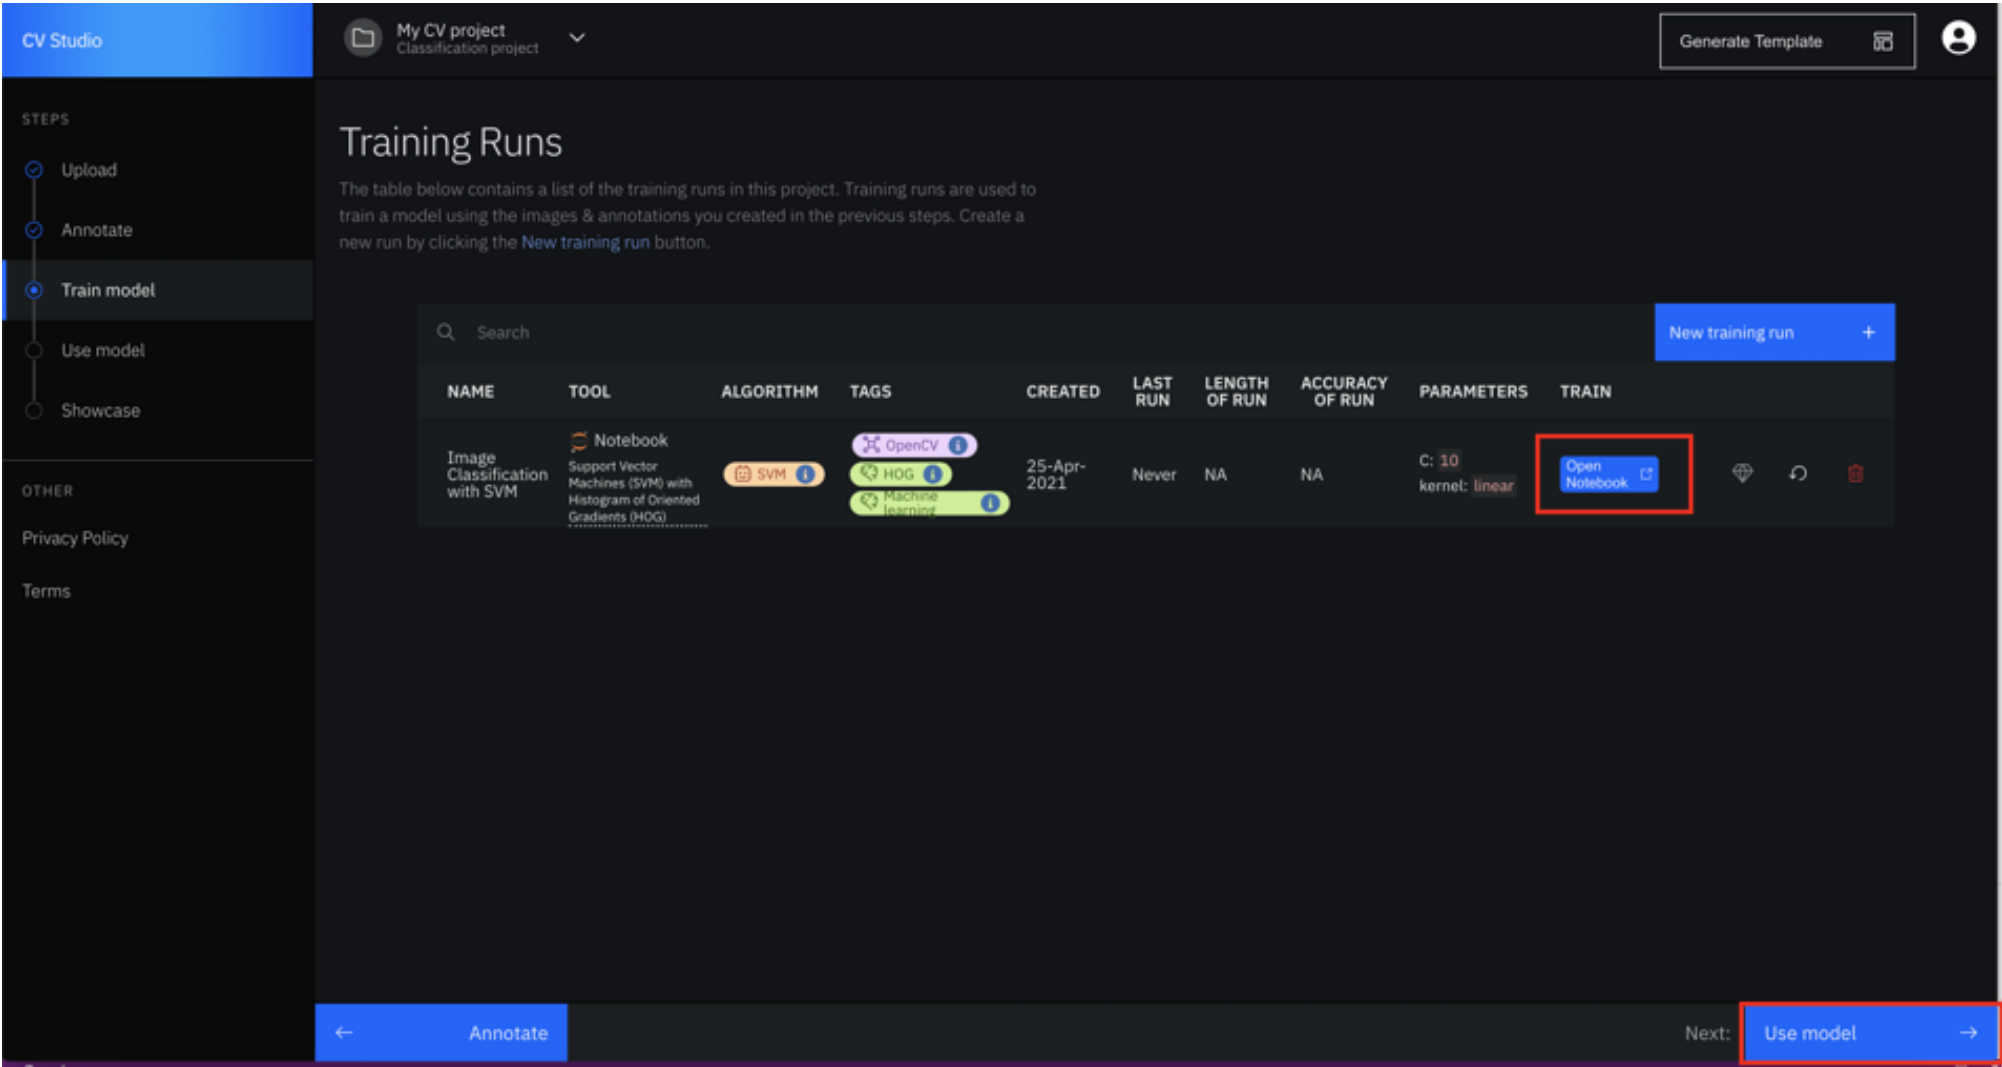 CV Studio
My CV project
Classification project
Generate Template
STEPS
Upload
Annotate
Train model
Use model
Showcase
OTHER
Privacy Policy
Terms
Training Runs
The table below contains a list of the training runs in this project. Training runs are used to
train a model using the images & annotations you created in the previous steps. Create a
new run by clicking the New training run button.
Search
New training run +
NAME
TOOL
ALGORITHM
TAGS
CREATED
LAST
RUN
LENGTH
OF RUN
ACCURACY
OF RUN
PARAMETERS
TRAIN
Image
Classification
with SVM
Notebook
Support Vector
Machines (SVM) with
Histogram of Oriented
Gradients (HOG)
SVM
OpenCV
HOG
Machine
learning
25-Apr-
2021
Never
NA
NA
C: 10
kernel: linear
Open
Notebook
Annotate
Next:
Use model